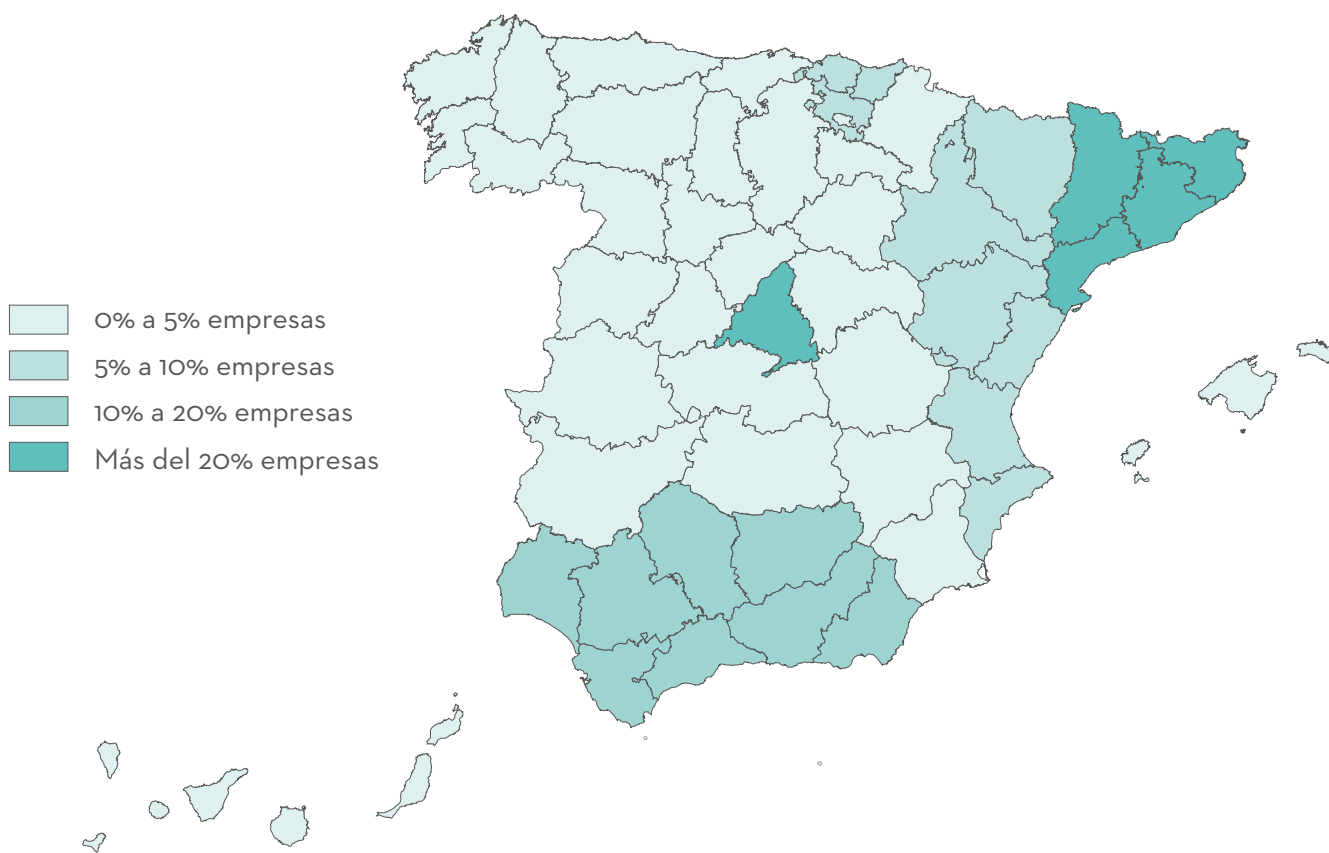 0% a 5% empresas
5% a 10% empresas
10% a 20% empresas
Más del 20% empresas